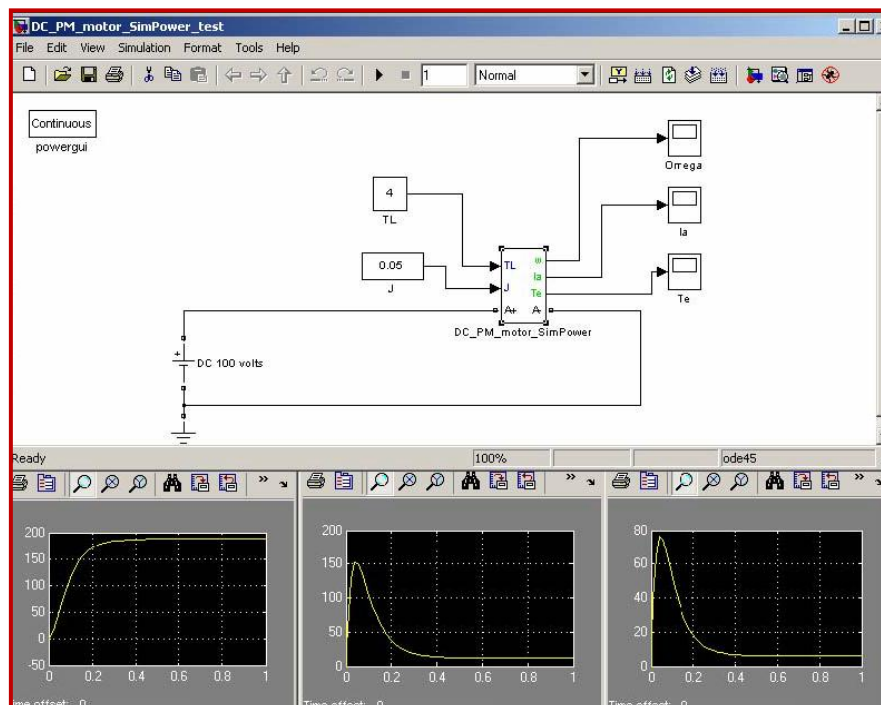 DC_PM_motor_SimPower_test
File Edit View Simulation Format Tools Help
1 Normal
Continuous
powergui
Omega
4
TL
Ia
0.05
J
TL
J
A+
ω
Ia
Te
A-
Te
DC_PM_motor_SimPower
+
DC 100 volts
Ready 100% ode45
200
150
100
50
0
-50
0 0.2 0.4 0.6 0.8 1
Time offset: 0
200
150
100
50
0
0 0.2 0.4 0.6 0.8 1
Time offset: 0
80
60
40
20
0
0 0.2 0.4 0.6 0.8 1
Time offset: 0